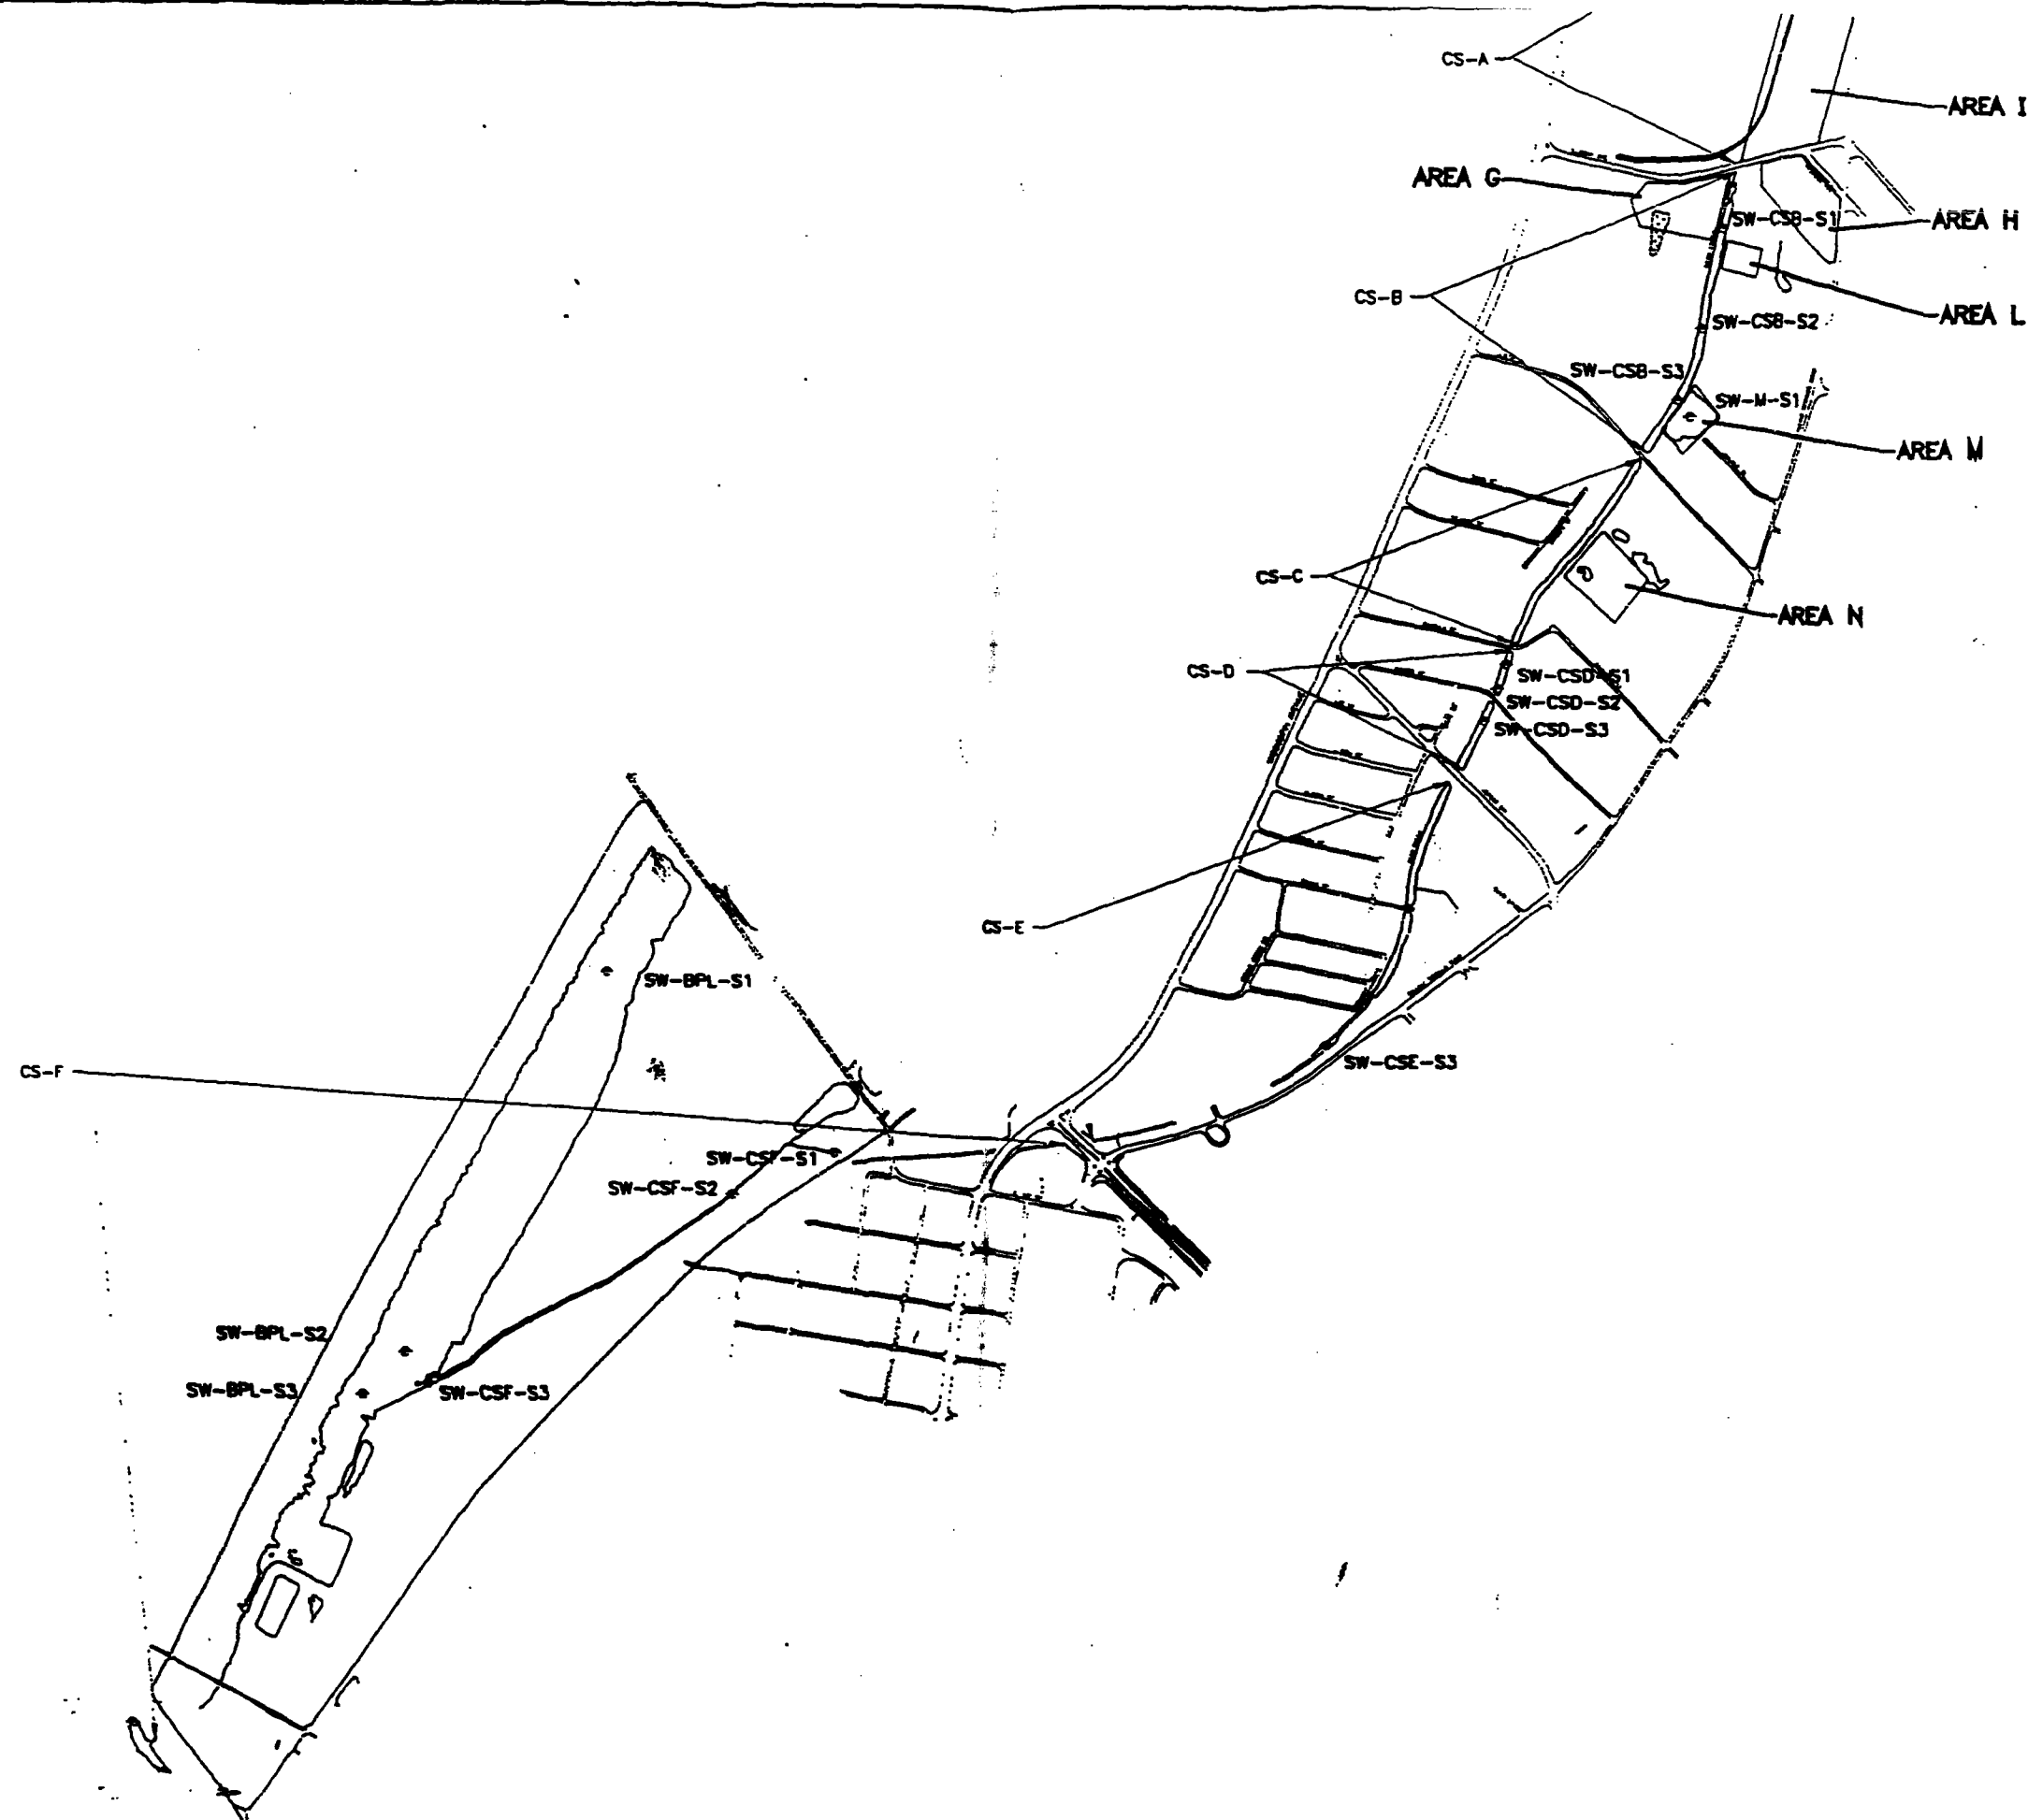 CS-A
AREA I
AREA G
SW-CSB-S1
AREA H
CS-B
AREA L
SW-CSB-S2
SW-CSB-S3
SW-M-S1
AREA M
CS-C
AREA N
CS-D
SW-CSD-S1
SW-CSD-S2
SW-CSD-S3
CS-E
SW-BPL-S1
SW-CSE-S3
CS-F
SW-CSF-S1
SW-CSF-S2
SW-BPL-S2
SW-BPL-S3
SW-CSF-S3